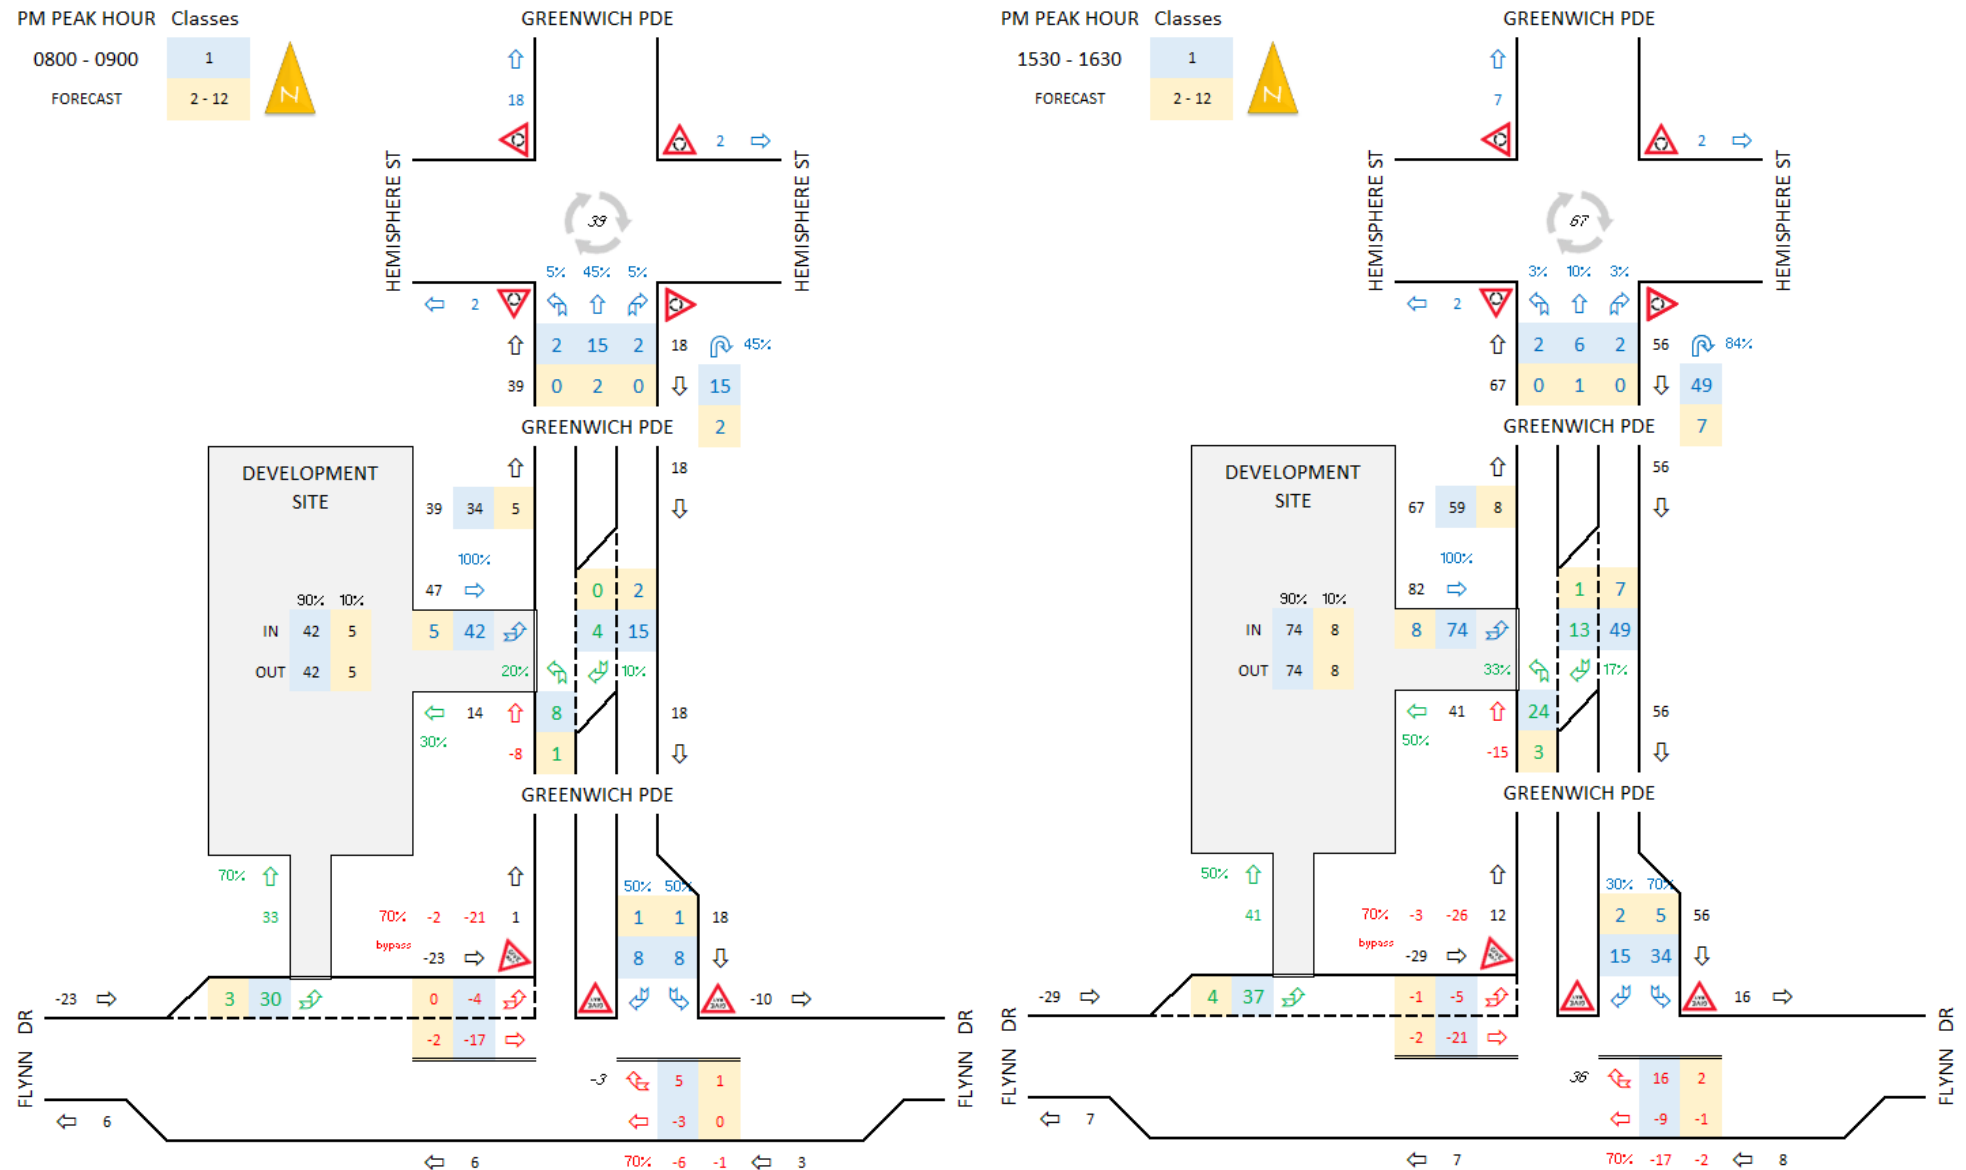 PM PEAK HOUR Classes
0800 - 0900 1
FORECAST 2 - 12
N
GREENWICH PDE
18
2
HEMISPHERE ST
HEMISPHERE ST
39
5% 45% 5%
2
2 15 2 18 45%
39 0 2 0 15
2
GREENWICH PDE
18
DEVELOPMENT
SITE
39 34 5
100%
47 0 2
90% 10%
IN 42 5 5 42 4 15
OUT 42 5 20% 10%
14 8 18
30% -8 1
GREENWICH PDE
70% 50% 50%
33 70% -2 -21 1 1 1 18
bypass -23 8 8
-23 3 30 0 -4 -10
-2 -17
FLYNN DR
FLYNN DR
-3 5 1
6 -3 0
6 70% -6 -1 3
PM PEAK HOUR Classes
1530 - 1630 1
FORECAST 2 - 12
N
GREENWICH PDE
7
2
HEMISPHERE ST
HEMISPHERE ST
67
3% 10% 3%
2
2 6 2 56 84%
67 0 1 0 49
7
GREENWICH PDE
56
DEVELOPMENT
SITE
67 59 8
100%
82 1 7
90% 10%
IN 74 8 8 74 13 49
OUT 74 8 33% 17%
41 24 56
50% -15 3
GREENWICH PDE
50% 30% 70%
41 70% -3 -26 12 2 5 56
bypass -29 15 34
-29 4 37 -1 -5 16
-2 -21
FLYNN DR
FLYNN DR
36 16 2
7 -9 -1
7 70% -17 -2 8